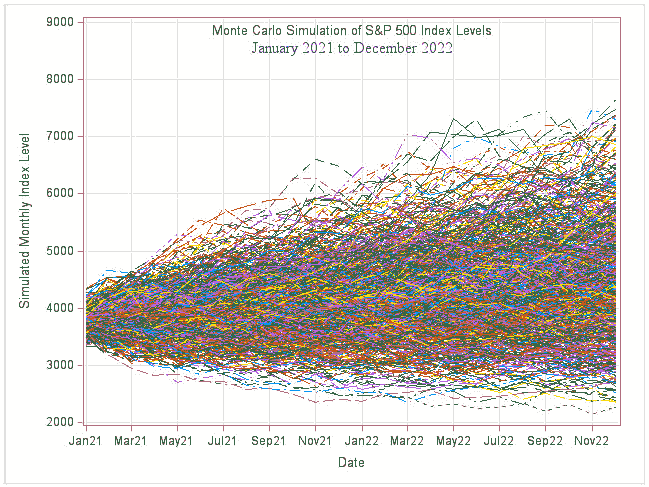 Monte Carlo Simulation of S&P 500 Index Levels
January 2021 to December 2022
Simulated Monthly Index Level
9000
8000
7000
6000
5000
4000
3000
2000
Jan21 Mar21 May21 Jul21 Sep21 Nov21 Jan22 Mar22 May22 Jul22 Sep22 Nov22
Date